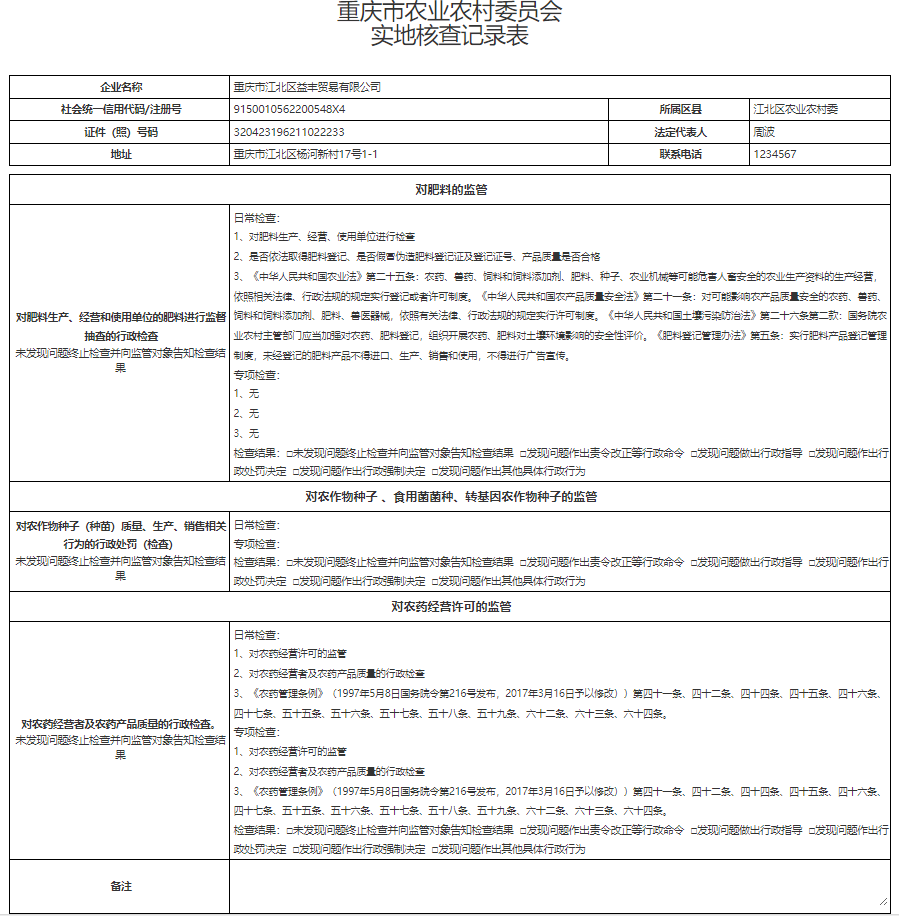 重庆市农业农村委员会
实地核查记录表
企业名称 重庆市江北区益丰贸易有限公司
社会统一信用代码/注册号 9150010562200548X4 所属区县 江北区农业农村委
证件（照）号码 320423196211022233 法定代表人 周波
地址 重庆市江北区杨河新村17号1-1 联系电话 1234567
对肥料的监管
对肥料生产、经营和使用单位的肥料进行监督
抽查的行政检查
未发现问题终止检查并向监管对象告知检查结
果
日常检查：
1、对肥料生产、经营、使用单位进行检查
2、是否依法取得肥料登记、是否假冒伪造肥料登记证及登记证号、产品质量是否合格
3、《中华人民共和国农业法》第二十五条：农药、兽药、饲料和饲料添加剂、肥料、种子、农业机械等可能危害人畜安全的农业生产资料的生产经营，
依照相关法律、行政法规的规定实行登记或者许可制度。《中华人民共和国农产品质量安全法》第二十一条：对可能影响农产品质量安全的农药、兽药、
饲料和饲料添加剂、肥料、兽医器械，依照有关法律、行政法规的规定实行许可制度。《中华人民共和国土壤污染防治法》第二十六条第二款：国务院农
业农村主管部门应当加强对农药、肥料登记，组织开展农药、肥料对土壤环境影响的安全性评价。《肥料登记管理办法》第五条：实行肥料产品登记管理
制度，未经登记的肥料产品不得进口、生产、销售和使用，不得进行广告宣传。
专项检查：
1、无
2、无
3、无
检查结果：□未发现问题终止检查并向监管对象告知检查结果 □发现问题作出责令改正等行政命令 □发现问题做出行政指导 □发现问题作出行
政处罚决定 □发现问题作出行政强制决定 □发现问题作出其他具体行政行为
对农作物种子 、食用菌菌种、转基因农作物种子的监管
对农作物种子（种苗）质量、生产、销售相关
行为的行政处罚（检查）
未发现问题终止检查并向监管对象告知检查结
果
日常检查：
专项检查：
检查结果：□未发现问题终止检查并向监管对象告知检查结果 □发现问题作出责令改正等行政命令 □发现问题做出行政指导 □发现问题作出行
政处罚决定 □发现问题作出行政强制决定 □发现问题作出其他具体行政行为
对农药经营许可的监管
对农药经营者及农药产品质量的行政检查。
未发现问题终止检查并向监管对象告知检查结
果
日常检查：
1、对农药经营许可的监管
2、对农药经营者及农药产品质量的行政检查
3、《农药管理条例》（1997年5月8日国务院令第216号发布，2017年3月16日予以修改））第四十一条、四十二条、四十四条、四十五条、四十六条、
四十七条、五十五条、五十六条、五十七条、五十八条、五十九条、六十二条、六十三条、六十四条。
专项检查：
1、对农药经营许可的监管
2、对农药经营者及农药产品质量的行政检查
3、《农药管理条例》（1997年5月8日国务院令第216号发布，2017年3月16日予以修改））第四十一条、四十二条、四十四条、四十五条、四十六条、
四十七条、五十五条、五十六条、五十七条、五十八条、五十九条、六十二条、六十三条、六十四条。
检查结果：□未发现问题终止检查并向监管对象告知检查结果 □发现问题作出责令改正等行政命令 □发现问题做出行政指导 □发现问题作出行
政处罚决定 □发现问题作出行政强制决定 □发现问题作出其他具体行政行为
备注